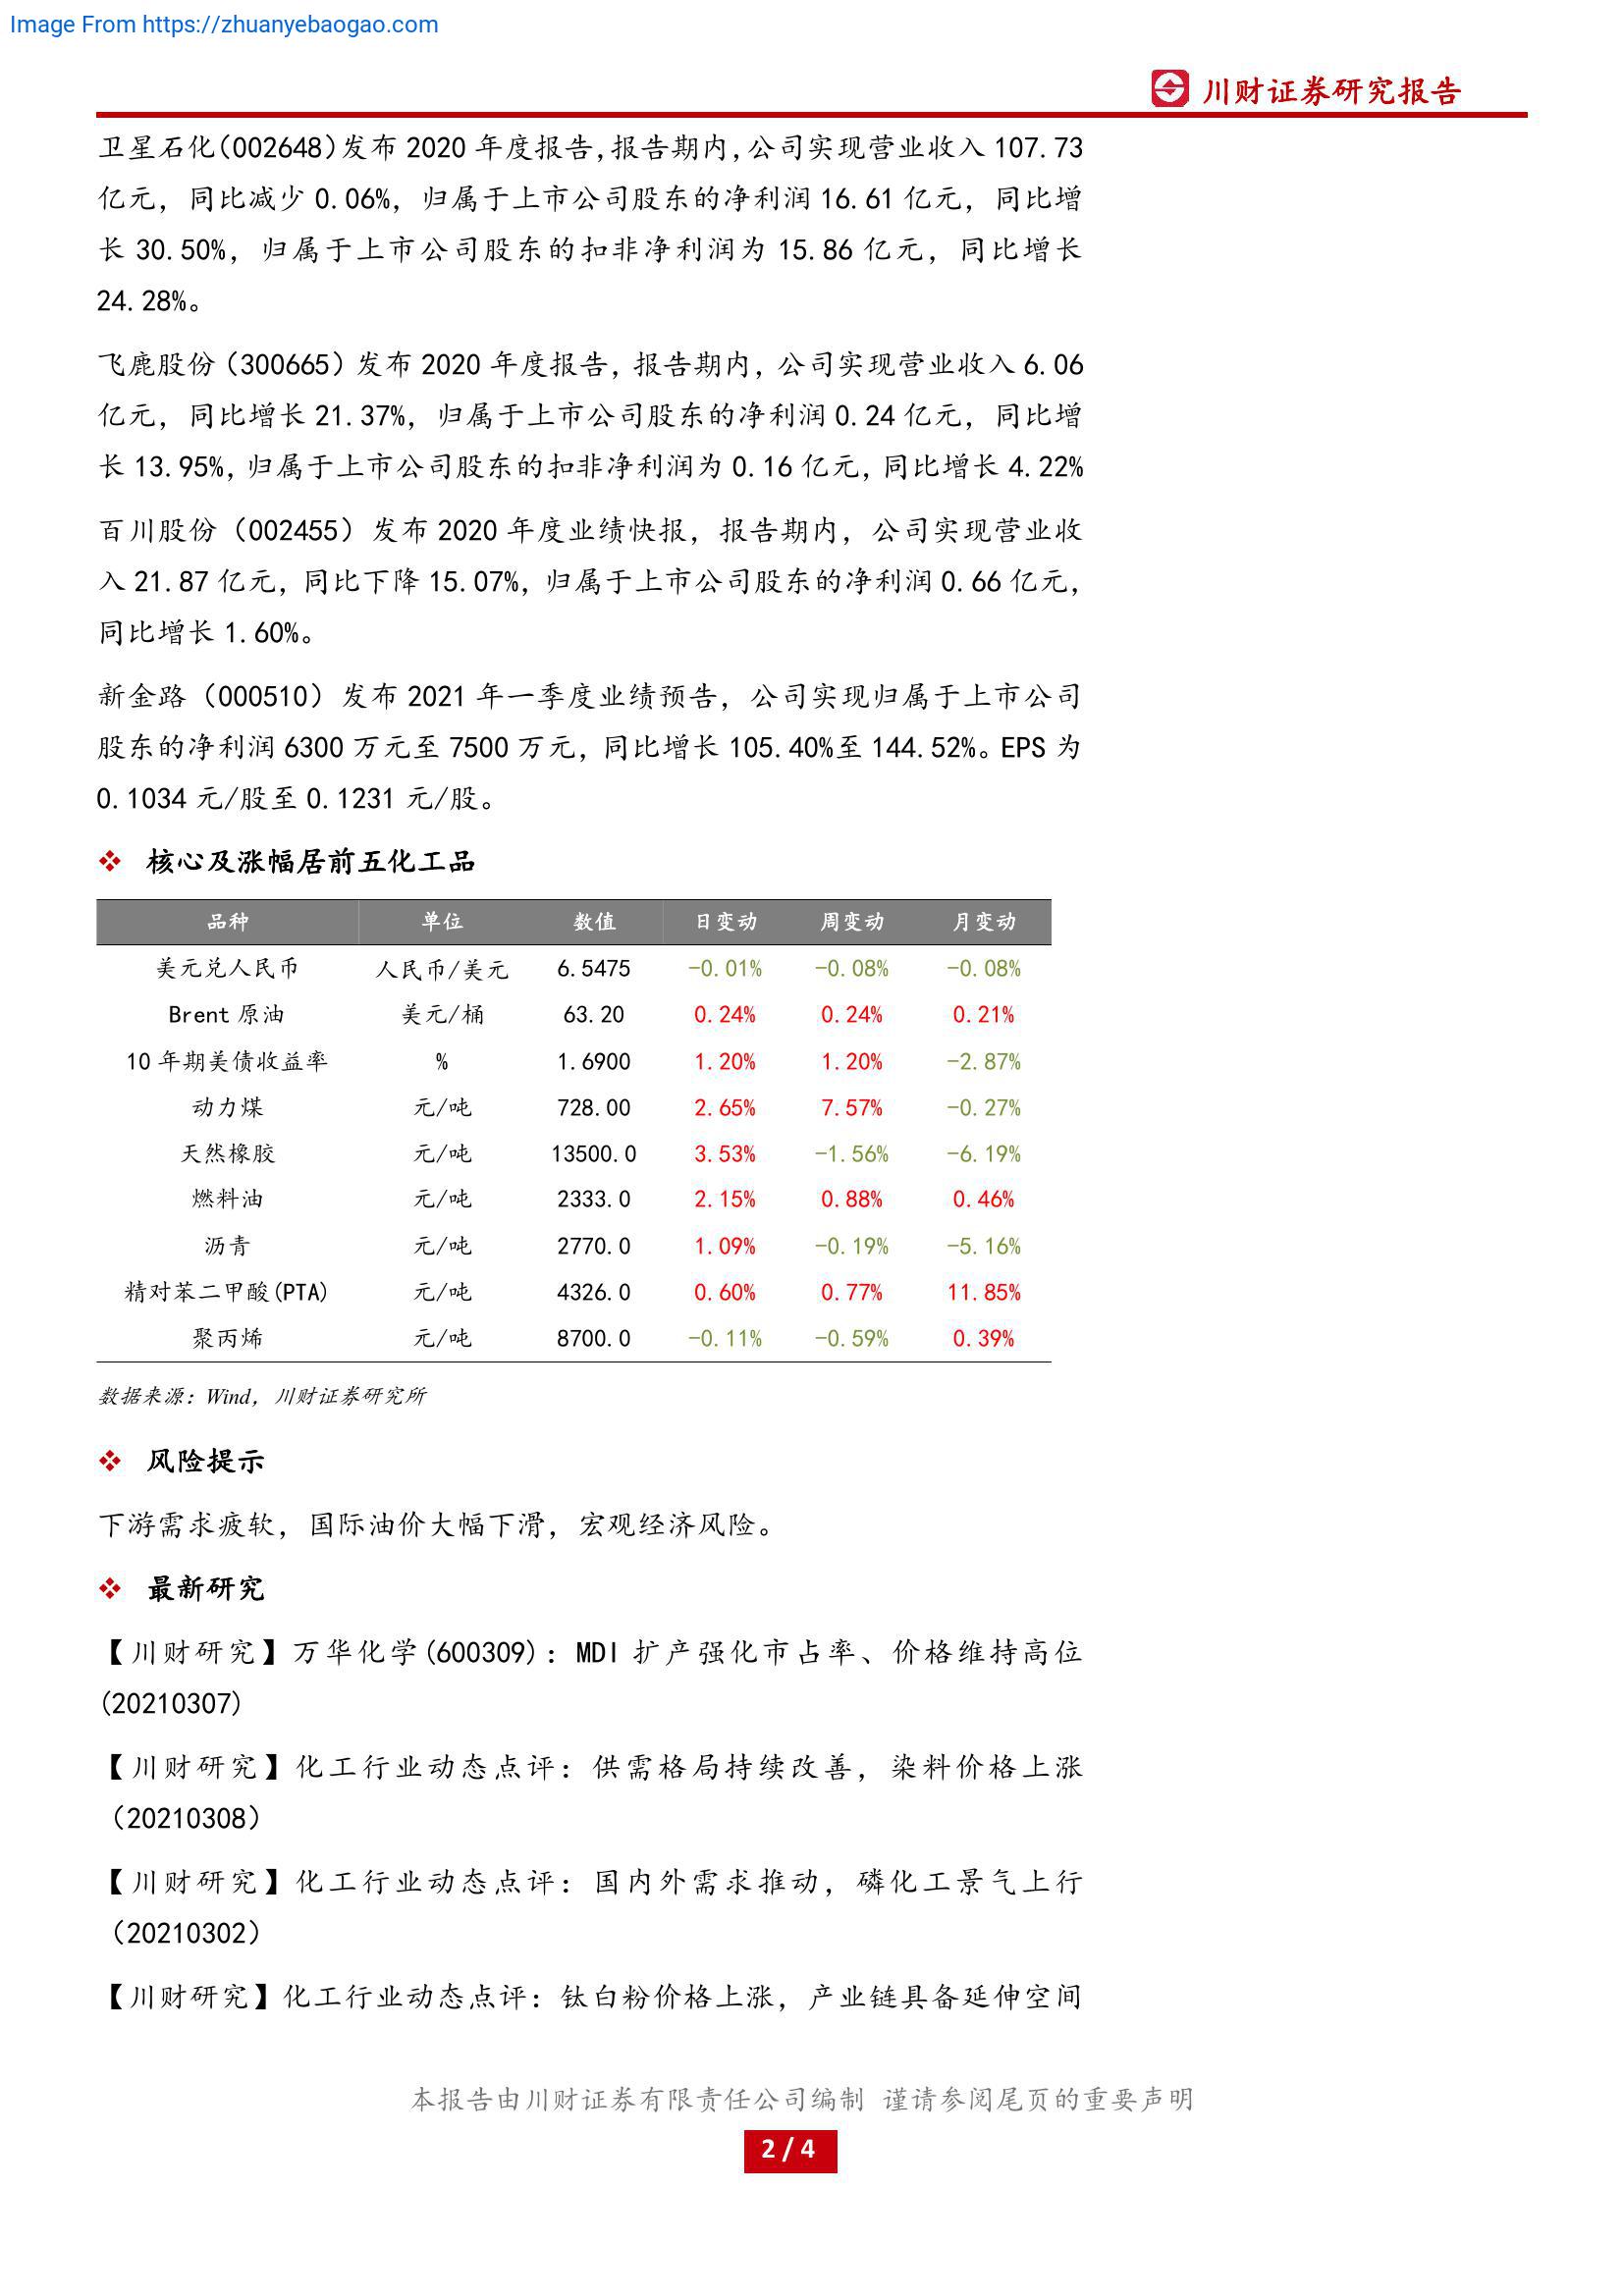 Image From https://zhuanyebaogao.com
川财证券研究报告
卫星石化(002648)发布 2020 年度报告,报告期内,公司实现营业收入 107.73
亿元，同比减少 0.06%，归属于上市公司股东的净利润 16.61 亿元，同比增
长 30.50%，归属于上市公司股东的扣非净利润为 15.86 亿元，同比增长
24.28%。
飞鹿股份（300665）发布 2020 年度报告，报告期内，公司实现营业收入 6.06
亿元，同比增长 21.37%，归属于上市公司股东的净利润 0.24 亿元，同比增
长 13.95%，归属于上市公司股东的扣非净利润为 0.16 亿元，同比增长 4.22%
百川股份（002455）发布 2020 年度业绩快报，报告期内，公司实现营业收
入 21.87 亿元，同比下降 15.07%，归属于上市公司股东的净利润 0.66 亿元，
同比增长 1.60%。
新金路（000510）发布 2021 年一季度业绩预告，公司实现归属于上市公司
股东的净利润 6300 万元至 7500 万元，同比增长 105.40%至 144.52%。EPS 为
0.1034 元/股至 0.1231 元/股。
❖ 核心及涨幅居前五化工品
品种 单位 数值 日变动 周变动 月变动
美元兑人民币 人民币/美元 6.5475 -0.01% -0.08% -0.08%
Brent 原油 美元/桶 63.20 0.24% 0.24% 0.21%
10 年期美债收益率 % 1.6900 1.20% 1.20% -2.87%
动力煤 元/吨 728.00 2.65% 7.57% -0.27%
天然橡胶 元/吨 13500.0 3.53% -1.56% -6.19%
燃料油 元/吨 2333.0 2.15% 0.88% 0.46%
沥青 元/吨 2770.0 1.09% -0.19% -5.16%
精对苯二甲酸(PTA) 元/吨 4326.0 0.60% 0.77% 11.85%
聚丙烯 元/吨 8700.0 -0.11% -0.59% 0.39%
数据来源：Wind，川财证券研究所
❖ 风险提示
下游需求疲软，国际油价大幅下滑，宏观经济风险。
❖ 最新研究
【川财研究】万华化学(600309)：MDI 扩产强化市占率、价格维持高位
(20210307)
【川财研究】化工行业动态点评：供需格局持续改善，染料价格上涨
（20210308）
【川财研究】化工行业动态点评：国内外需求推动，磷化工景气上行
（20210302）
【川财研究】化工行业动态点评：钛白粉价格上涨，产业链具备延伸空间
本报告由川财证券有限责任公司编制 谨请参阅尾页的重要声明
2 / 4